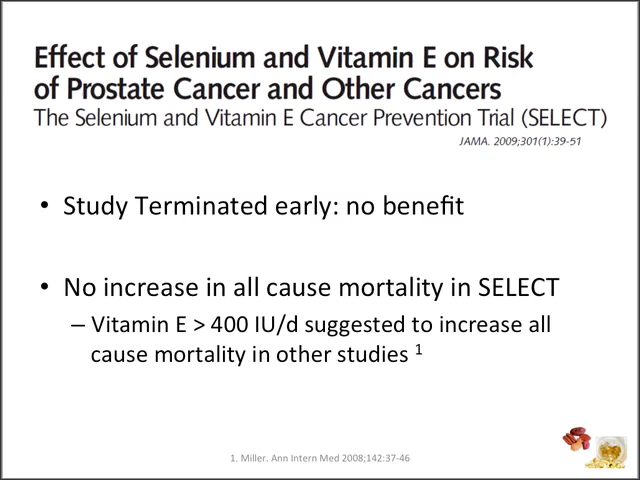 Effect of Selenium and Vitamin E on Risk
of Prostate Cancer and Other Cancers
The Selenium and Vitamin E Cancer Prevention Trial (SELECT)
JAMA. 2009;301(1):39-51
• Study Terminated early: no benefit
• No increase in all cause mortality in SELECT
– Vitamin E > 400 IU/d suggested to increase all
cause mortality in other studies ¹
1. Miller. Ann Intern Med 2008;142:37-46